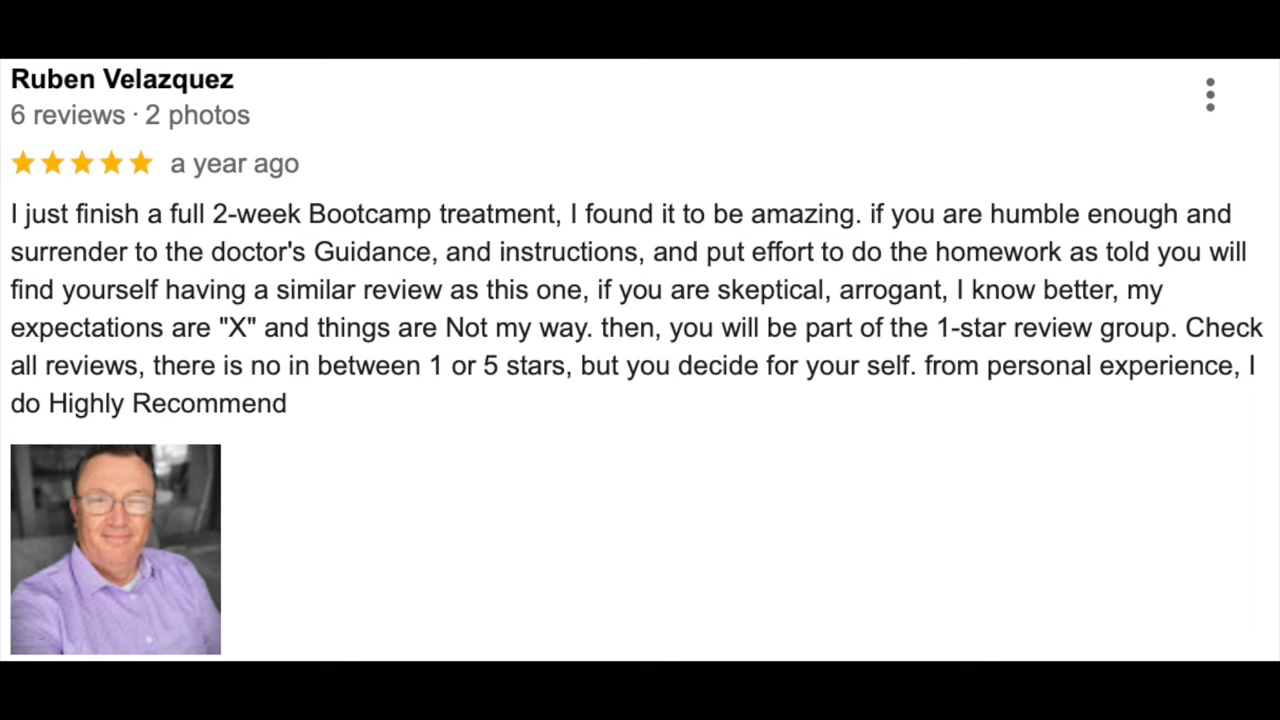 Ruben Velazquez
6 reviews · 2 photos
a year ago
I just finish a full 2-week Bootcamp treatment, I found it to be amazing. if you are humble enough and
surrender to the doctor's Guidance, and instructions, and put effort to do the homework as told you will
find yourself having a similar review as this one, if you are skeptical, arrogant, I know better, my
expectations are "X" and things are Not my way. then, you will be part of the 1-star review group. Check
all reviews, there is no in between 1 or 5 stars, but you decide for your self. from personal experience, I
do Highly Recommend